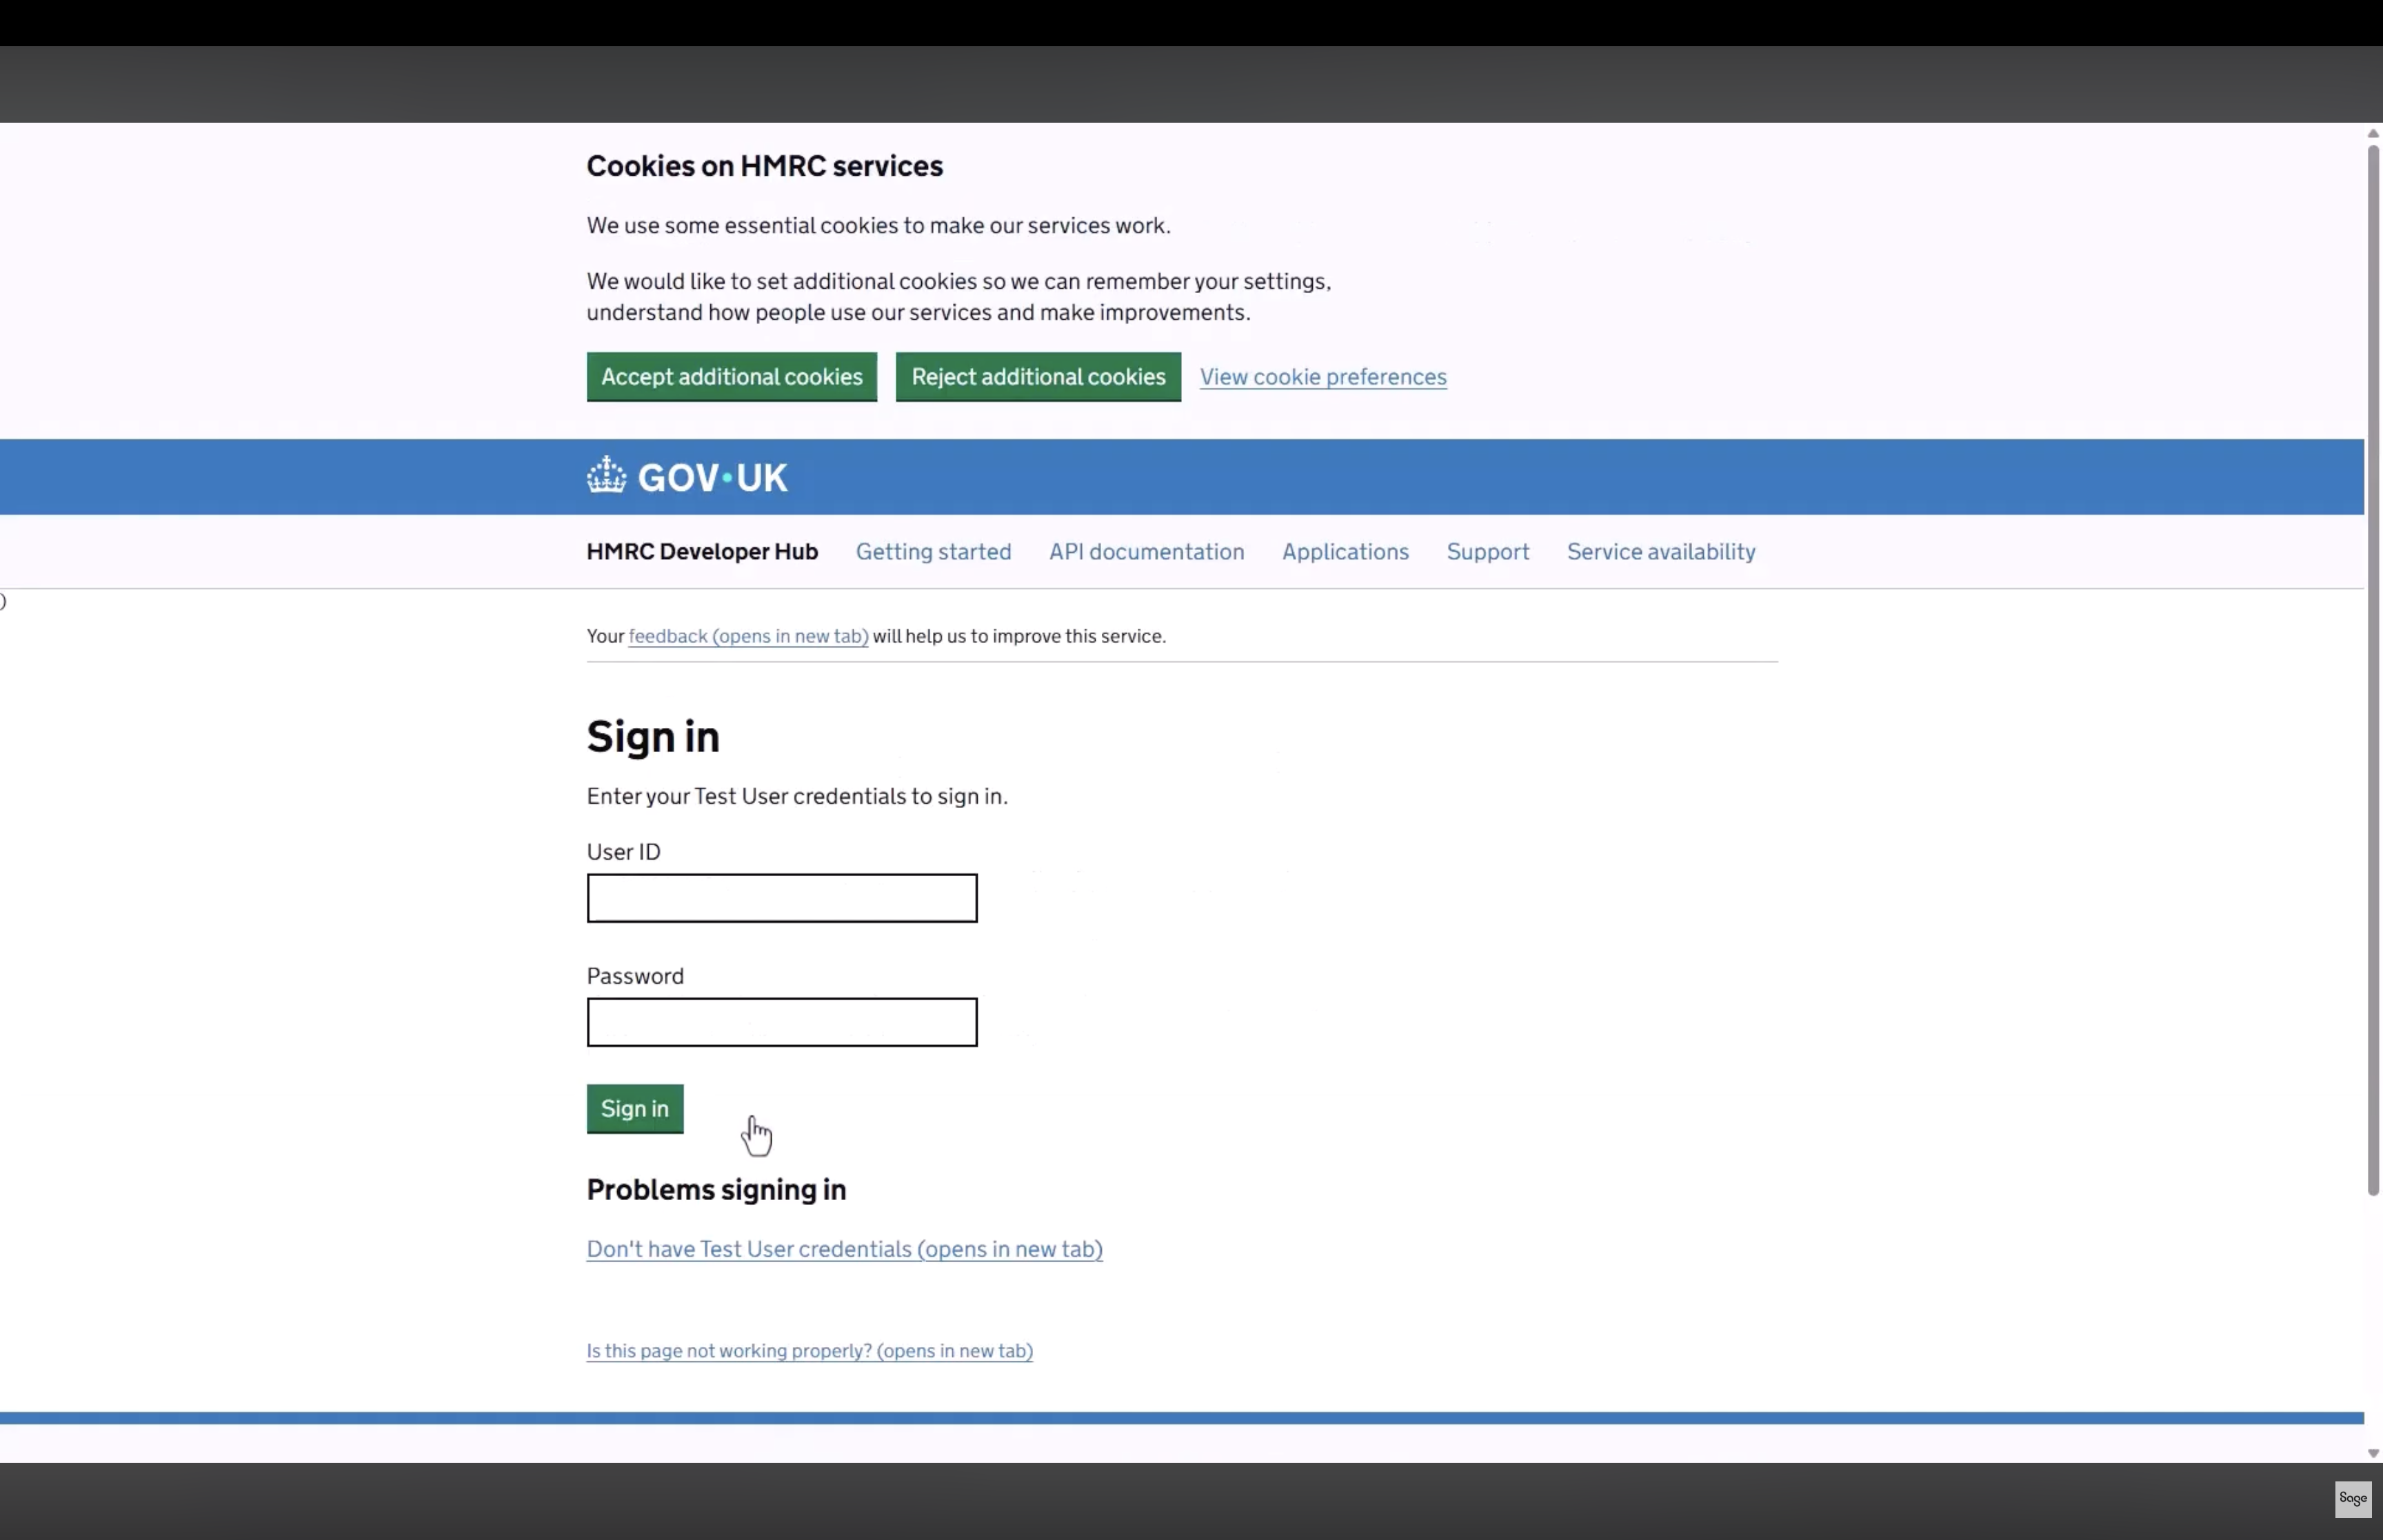 Cookies on HMRC services
We use some essential cookies to make our services work.
We would like to set additional cookies so we can remember your settings,
understand how people use our services and make improvements.
Accept additional cookies Reject additional cookies View cookie preferences
GOV•UK
HMRC Developer Hub Getting started API documentation Applications Support Service availability
)
Your feedback (opens in new tab) will help us to improve this service.
Sign in
Enter your Test User credentials to sign in.
User ID
Password
Sign in
Problems signing in
Don't have Test User credentials (opens in new tab)
Is this page not working properly? (opens in new tab)
Sage